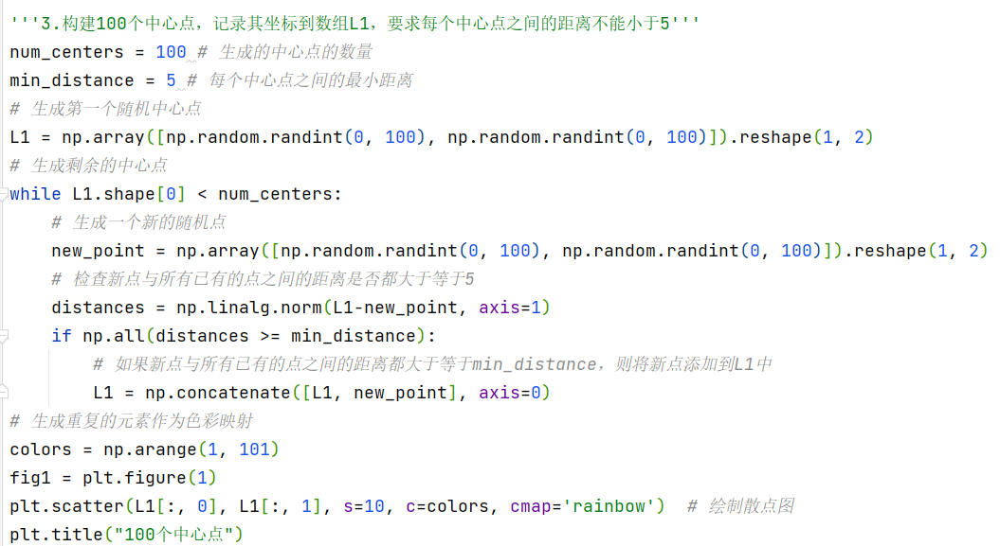 '''3.构建100个中心点，记录其坐标到数组L1，要求每个中心点之间的距离不能小于5'''
num_centers = 100 # 生成的中心点的数量
min_distance = 5 # 每个中心点之间的最小距离
# 生成第一个随机中心点
L1 = np.array([np.random.randint(0, 100), np.random.randint(0, 100)]).reshape(1, 2)
# 生成剩余的中心点
while L1.shape[0] < num_centers:
    # 生成一个新的随机点
    new_point = np.array([np.random.randint(0, 100), np.random.randint(0, 100)]).reshape(1, 2)
    # 检查新点与所有已有的点之间的距离是否都大于等于5
    distances = np.linalg.norm(L1-new_point, axis=1)
    if np.all(distances >= min_distance):
        # 如果新点与所有已有的点之间的距离都大于等于min_distance，则将新点添加到L1中
        L1 = np.concatenate([L1, new_point], axis=0)
# 生成重复的元素作为色彩映射
colors = np.arange(1, 101)
fig1 = plt.figure(1)
plt.scatter(L1[:, 0], L1[:, 1], s=10, c=colors, cmap='rainbow')  # 绘制散点图
plt.title("100个中心点")